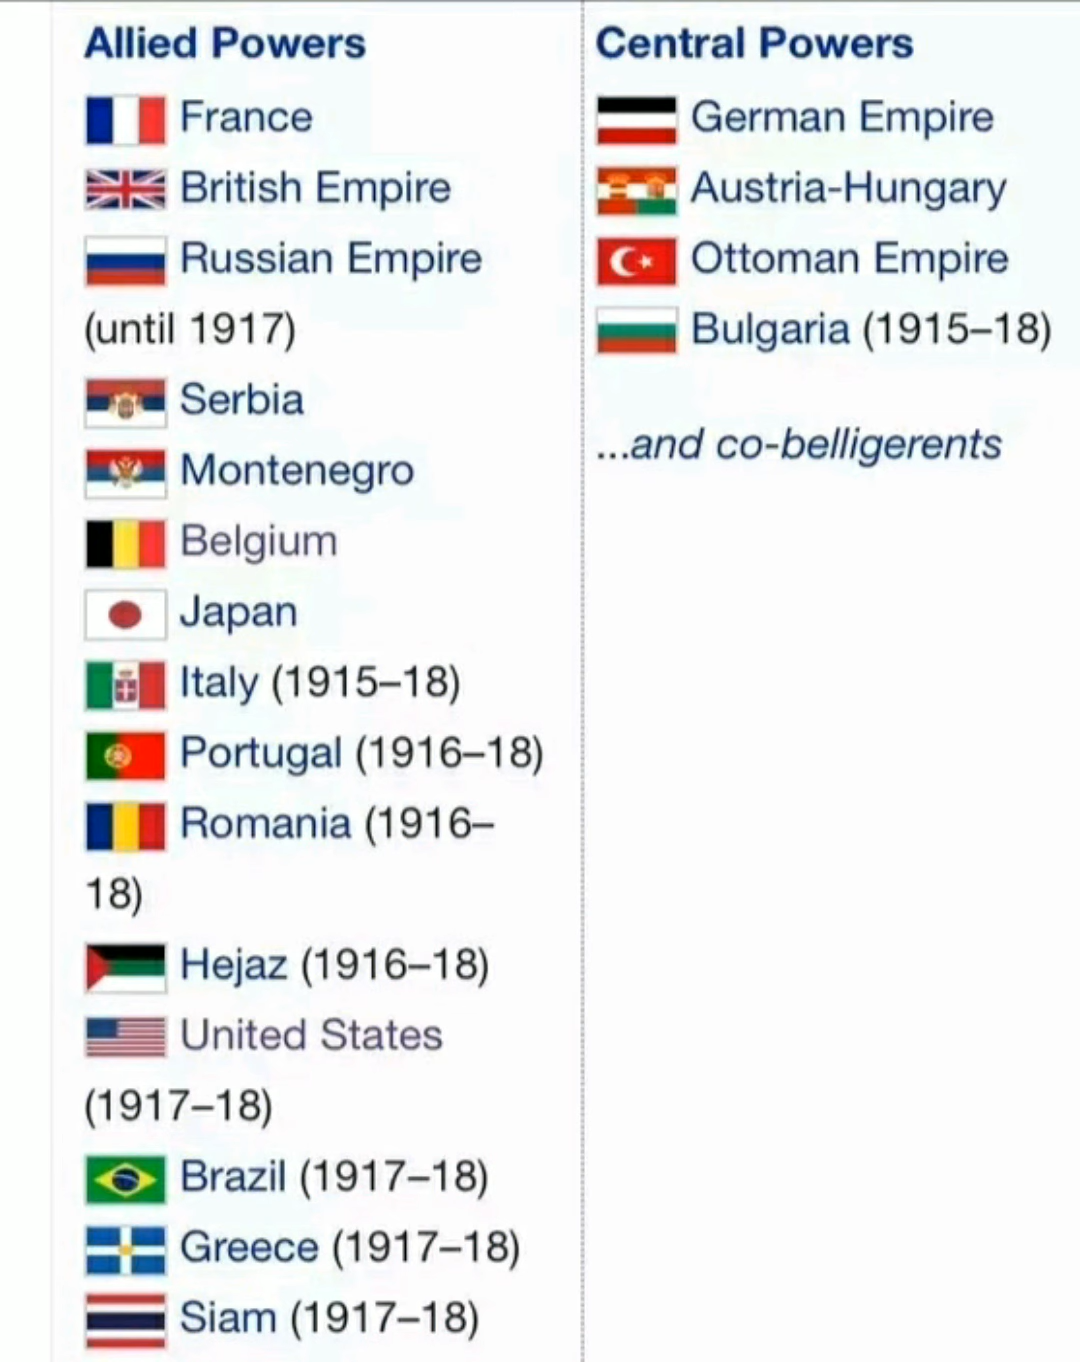 Allied Powers
France
British Empire
Russian Empire
(until 1917)
Serbia
Montenegro
Belgium
Japan
Italy (1915–18)
Portugal (1916–18)
Romania (1916–
18)
Hejaz (1916–18)
United States
(1917–18)
Brazil (1917–18)
Greece (1917–18)
Siam (1917–18)
Central Powers
German Empire
Austria-Hungary
Ottoman Empire
Bulgaria (1915–18)
...and co-belligerents